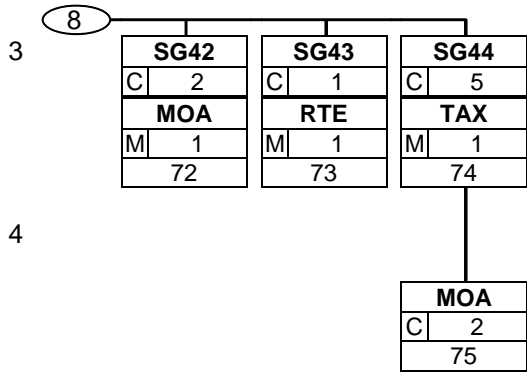 8
3
SG42 SG43 SG44
C 2 C 1 C 5
MOA RTE TAX
M 1 M 1 M 1
72 73 74
4
MOA
C 2
75